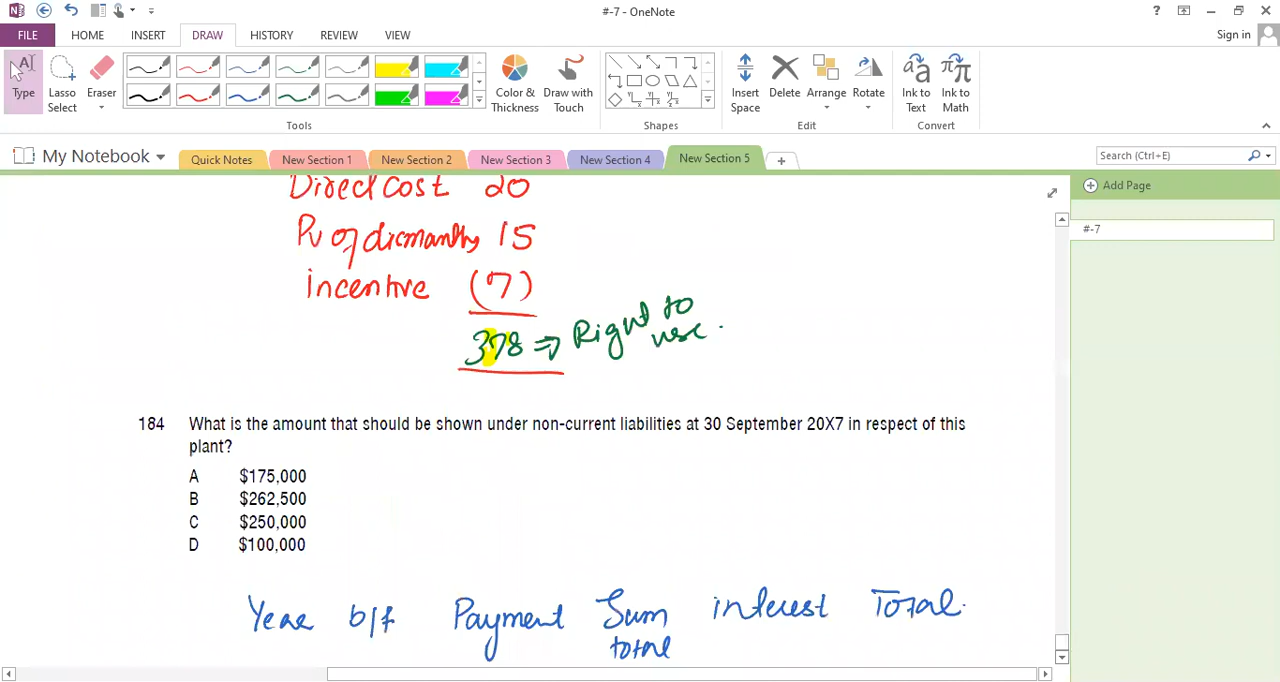 #-7 - OneNote
?
Sign in
FILE HOME INSERT DRAW HISTORY REVIEW VIEW
Type
Lasso Select
Eraser
Color & Thickness
Draw with Touch
Insert Space
Delete
Arrange
Rotate
Ink to Text
Ink to Math
Tools
Shapes
Edit
Convert
My Notebook
Quick Notes
New Section 1
New Section 2
New Section 3
New Section 4
New Section 5
Search (Ctrl+E)
Add Page
#-7
Direct Cost 20
Pv of dismantling 15
incentive (7)
378 ⇒ Right to use.
184 What is the amount that should be shown under non-current liabilities at 30 September 20X7 in respect of this
plant?
A $175,000
B $262,500
C $250,000
D $100,000
Year b/f Payment Sum total interest Total.